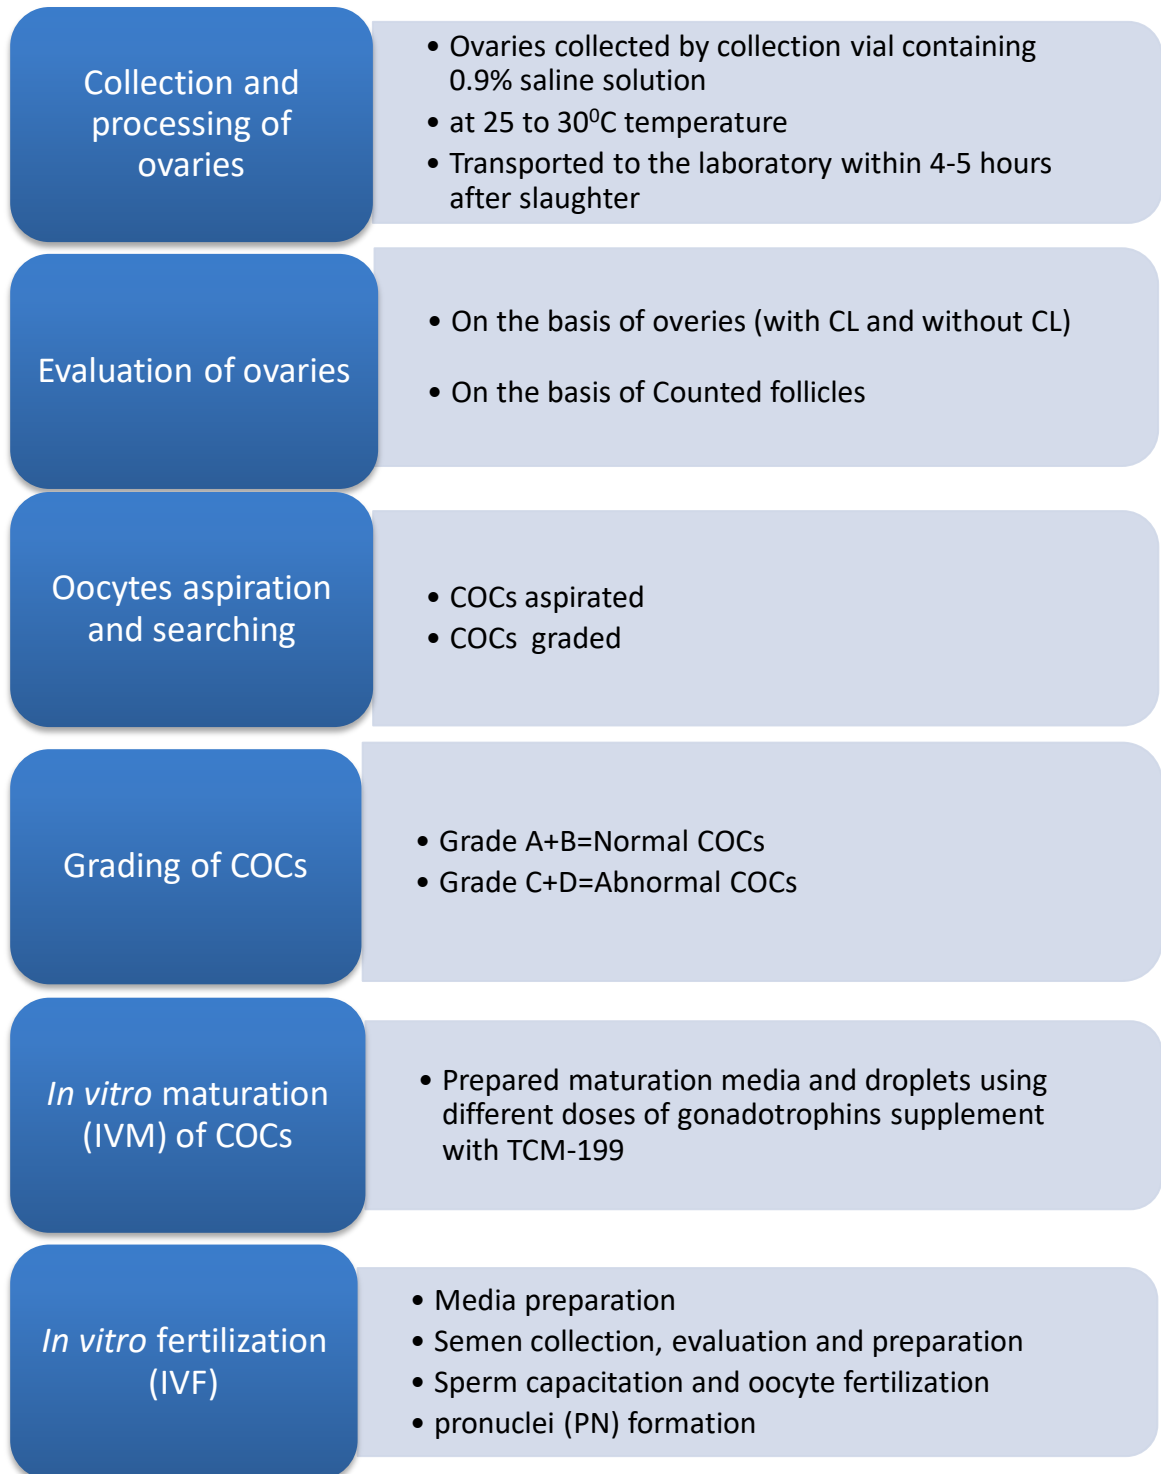 Collection and
processing of
ovaries
• Ovaries collected by collection vial containing
0.9% saline solution
• at 25 to 30⁰C temperature
• Transported to the laboratory within 4-5 hours
after slaughter
Evaluation of ovaries
• On the basis of overies (with CL and without CL)
• On the basis of Counted follicles
Oocytes aspiration
and searching
• COCs aspirated
• COCs  graded
Grading of COCs
• Grade A+B=Normal COCs
• Grade C+D=Abnormal COCs
In vitro maturation
(IVM) of COCs
• Prepared maturation media and droplets using
different doses of gonadotrophins supplement
with TCM-199
In vitro fertilization
(IVF)
• Media preparation
• Semen collection, evaluation and preparation
• Sperm capacitation and oocyte fertilization
• pronuclei (PN) formation